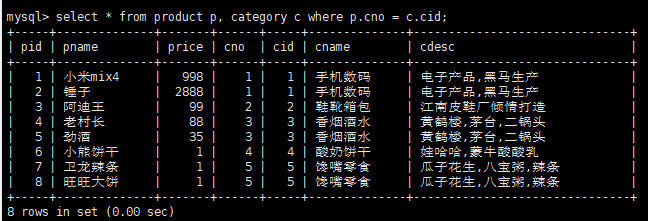 mysql> select * from product p, category c where p.cno = c.cid;
+-----+-----------+-------+-----+-----+----------+------------------------+
| pid | pname | price | cno | cid | cname | cdesc |
+-----+-----------+-------+-----+-----+----------+------------------------+
| 1 | 小米mix4 | 998 | 1 | 1 | 手机数码 | 电子产品,黑马生产 |
| 2 | 锤子 | 2888 | 1 | 1 | 手机数码 | 电子产品,黑马生产 |
| 3 | 阿迪王 | 99 | 2 | 2 | 鞋靴箱包 | 江南皮鞋厂倾情打造 |
| 4 | 老村长 | 88 | 3 | 3 | 香烟酒水 | 黄鹤楼,茅台,二锅头 |
| 5 | 劲酒 | 35 | 3 | 3 | 香烟酒水 | 黄鹤楼,茅台,二锅头 |
| 6 | 小熊饼干 | 1 | 4 | 4 | 酸奶饼干 | 娃哈哈,蒙牛酸酸乳 |
| 7 | 卫龙辣条 | 1 | 5 | 5 | 馋嘴零食 | 瓜子花生,八宝粥,辣条 |
| 8 | 旺旺大饼 | 1 | 5 | 5 | 馋嘴零食 | 瓜子花生,八宝粥,辣条 |
+-----+-----------+-------+-----+-----+----------+------------------------+
8 rows in set (0.00 sec)